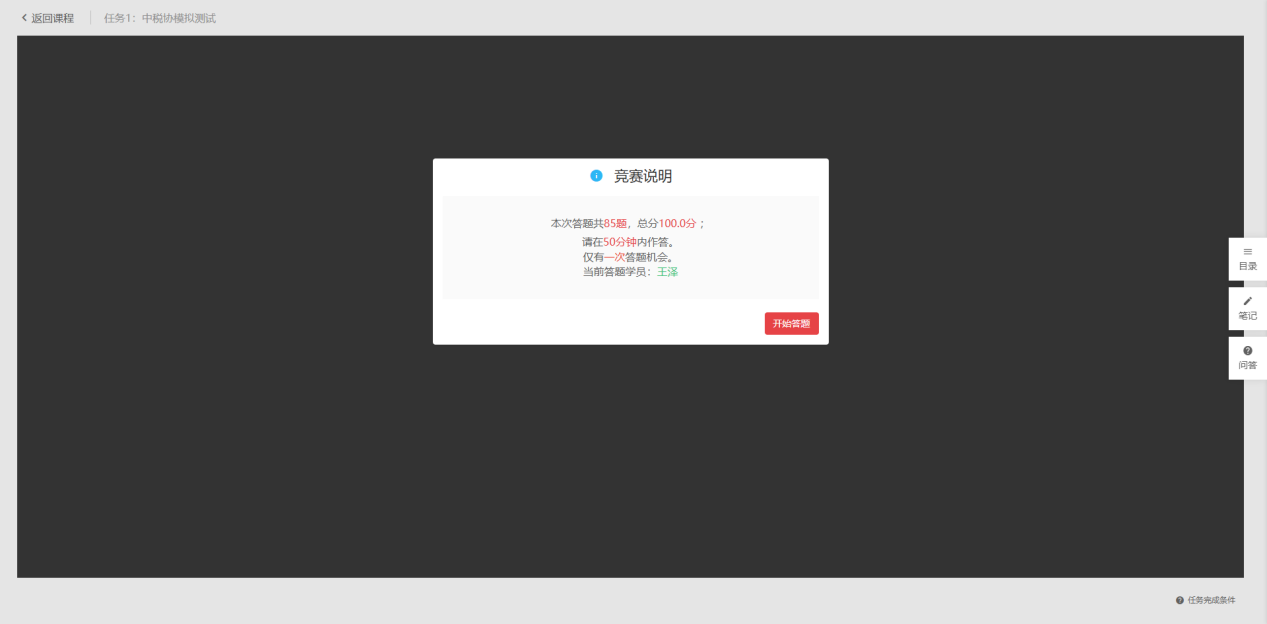 返回课程
任务1：中税协模拟测试
竞赛说明
本次答题共85题，总分100.0分；
请在50分钟内作答。
仅有一次答题机会。
当前答题学员：王泽
开始答题
目录
笔记
问答
任务完成条件